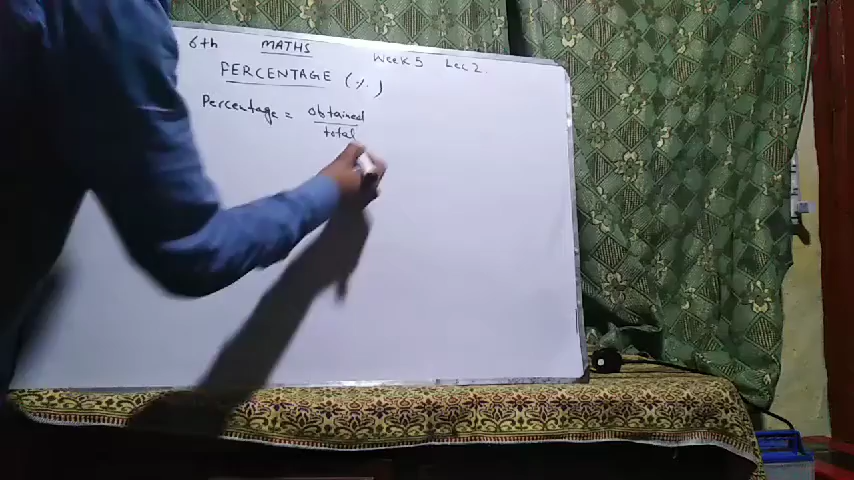 6th MATHS Week 5 Lec 2.
PERCENTAGE (%)
Percentage = obtained
total